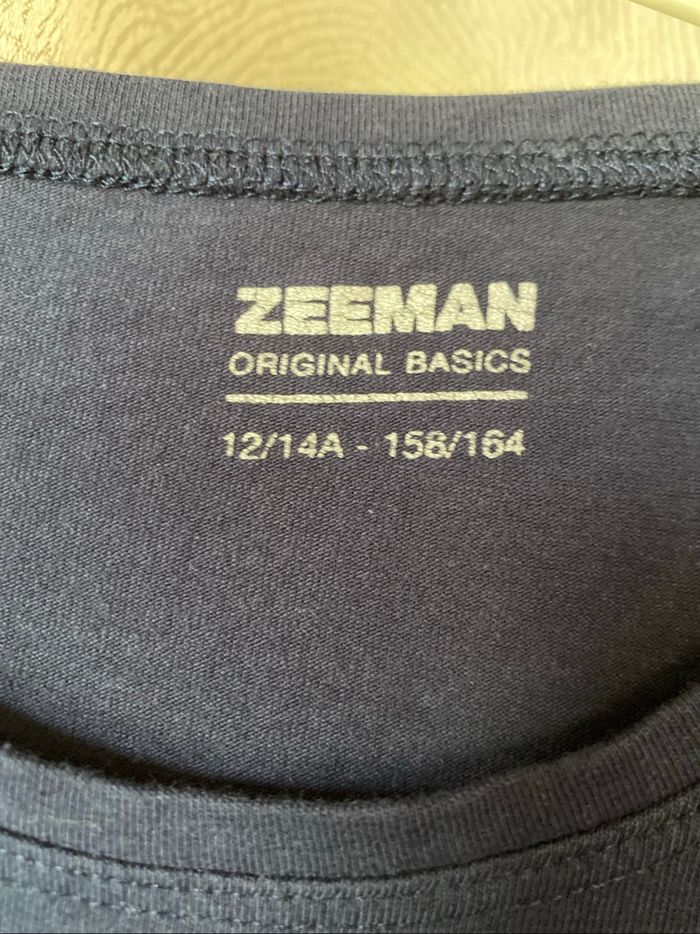 ZEEMAN
ORIGINAL BASICS
12/14A - 158/164